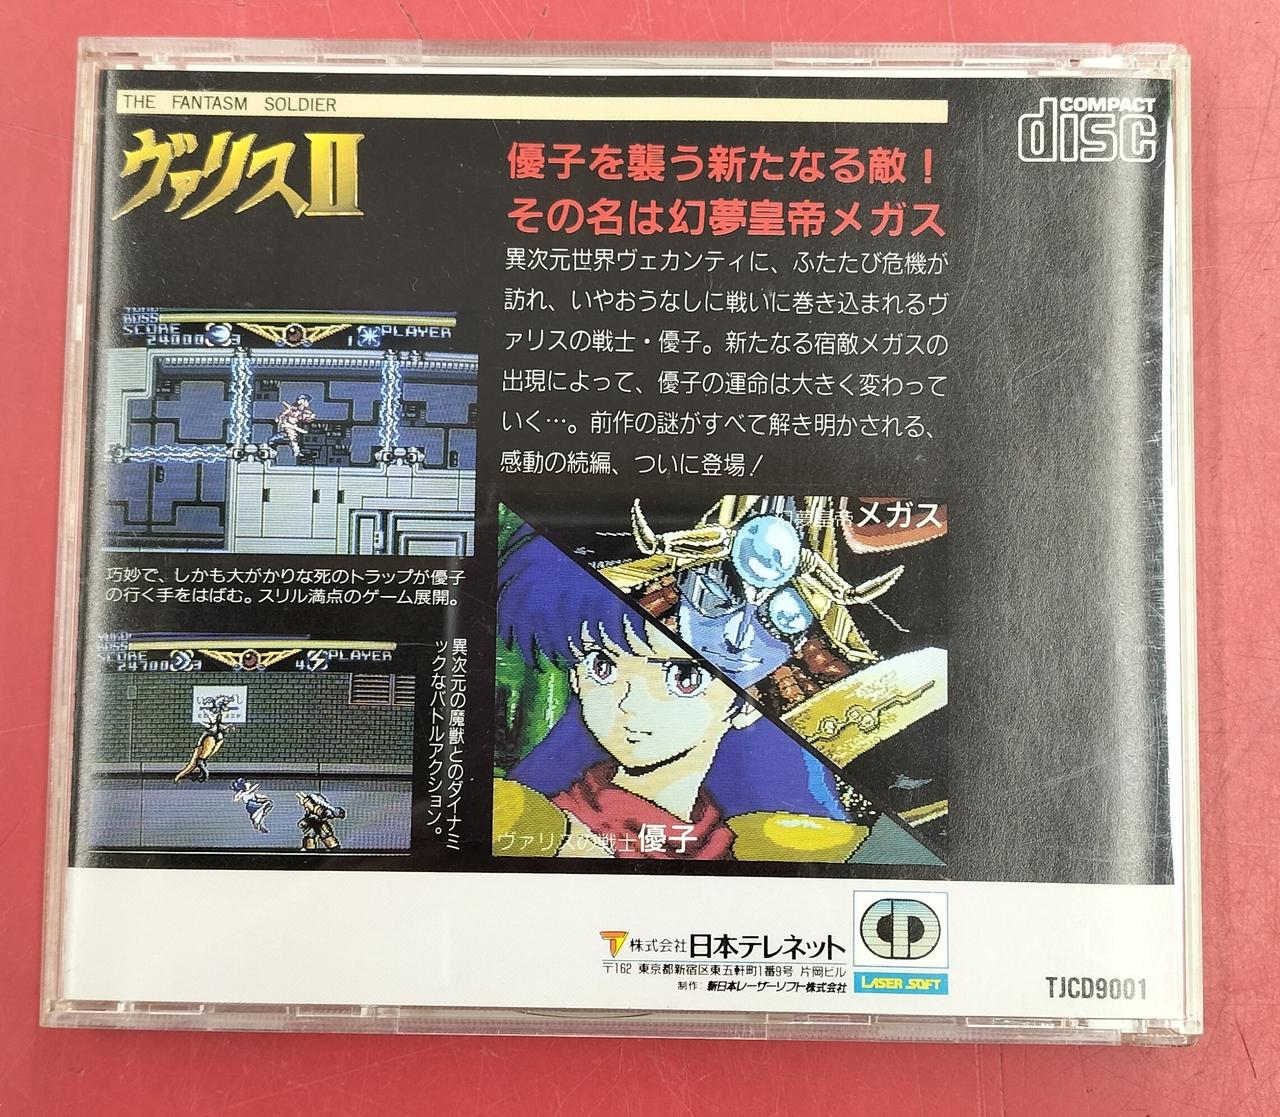 THE FANTASM SOLDIER
ヴァリスII
COMPACT
disc
優子を襲う新たなる敵！
その名は幻夢皇帝メガス
異次元世界ヴェカンティに、ふたたび危機が
訪れ、いやおうなしに戦いに巻き込まれるヴ
ァリスの戦士・優子。新たなる宿敵メガスの
出現によって、優子の運命は大きく変わって
いく…。前作の謎がすべて解き明かされる、
感動の続編、ついに登場！
BOSS
SCORE
PLAYER
24000
3
1
巧妙で、しかも大がかりな死のトラップが優子
の行く手をはばむ。スリル満点のゲーム展開。
BOSS
SCORE
PLAYER
24700
3
4
異次元の魔獣とのダイナミ
ックなバトルアクション。
幻夢皇帝メガス
ヴァリスの戦士優子
株式会社日本テレネット
〒162 東京都新宿区東五軒町1番9号 片岡ビル
制作：新日本レーザーソフト株式会社
CD
LASER SOFT
TJCD9001